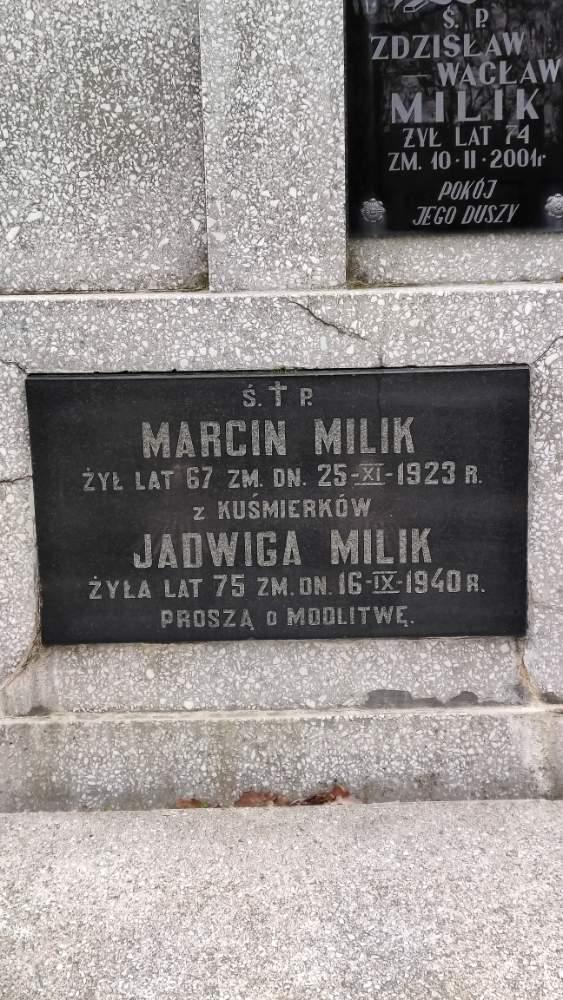 Ś. P.
ZDZISŁAW
WACŁAW
MILIK
ŻYŁ LAT 74
ZM. 10·II·2001r
POKÓJ
JEGO DUSZY
Ś. † P.
MARCIN MILIK
ŻYŁ LAT 67 ZM. DN. 25-XI-1923 R.
Z KUŚMIERKÓW
JADWIGA MILIK
ŻYŁA LAT 75 ZM. DN. 16-IX-1940 R.
PROSZĄ O MODLITWĘ.